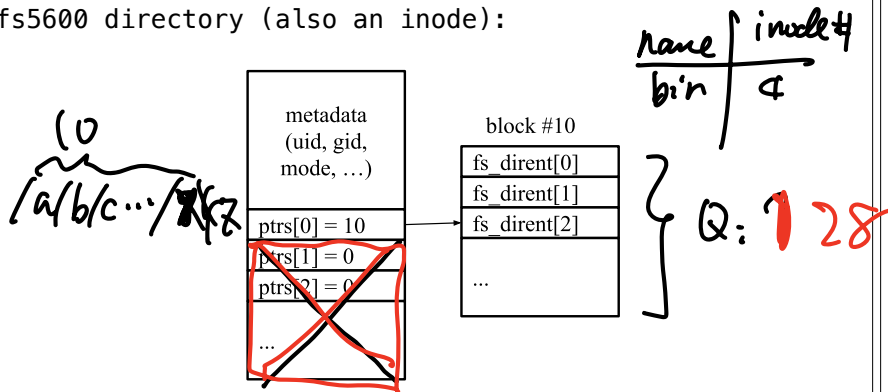 fs5600 directory (also an inode):
name inode#
bin 4
metadata
(uid, gid,
mode, …)
block #10
10
/a/b/c.../
fs_dirent[0]
fs_dirent[1]
ptrs[0] = 10
fs_dirent[2]
Q: 128
ptrs[1] = 0
ptrs[2] = 0
...
...